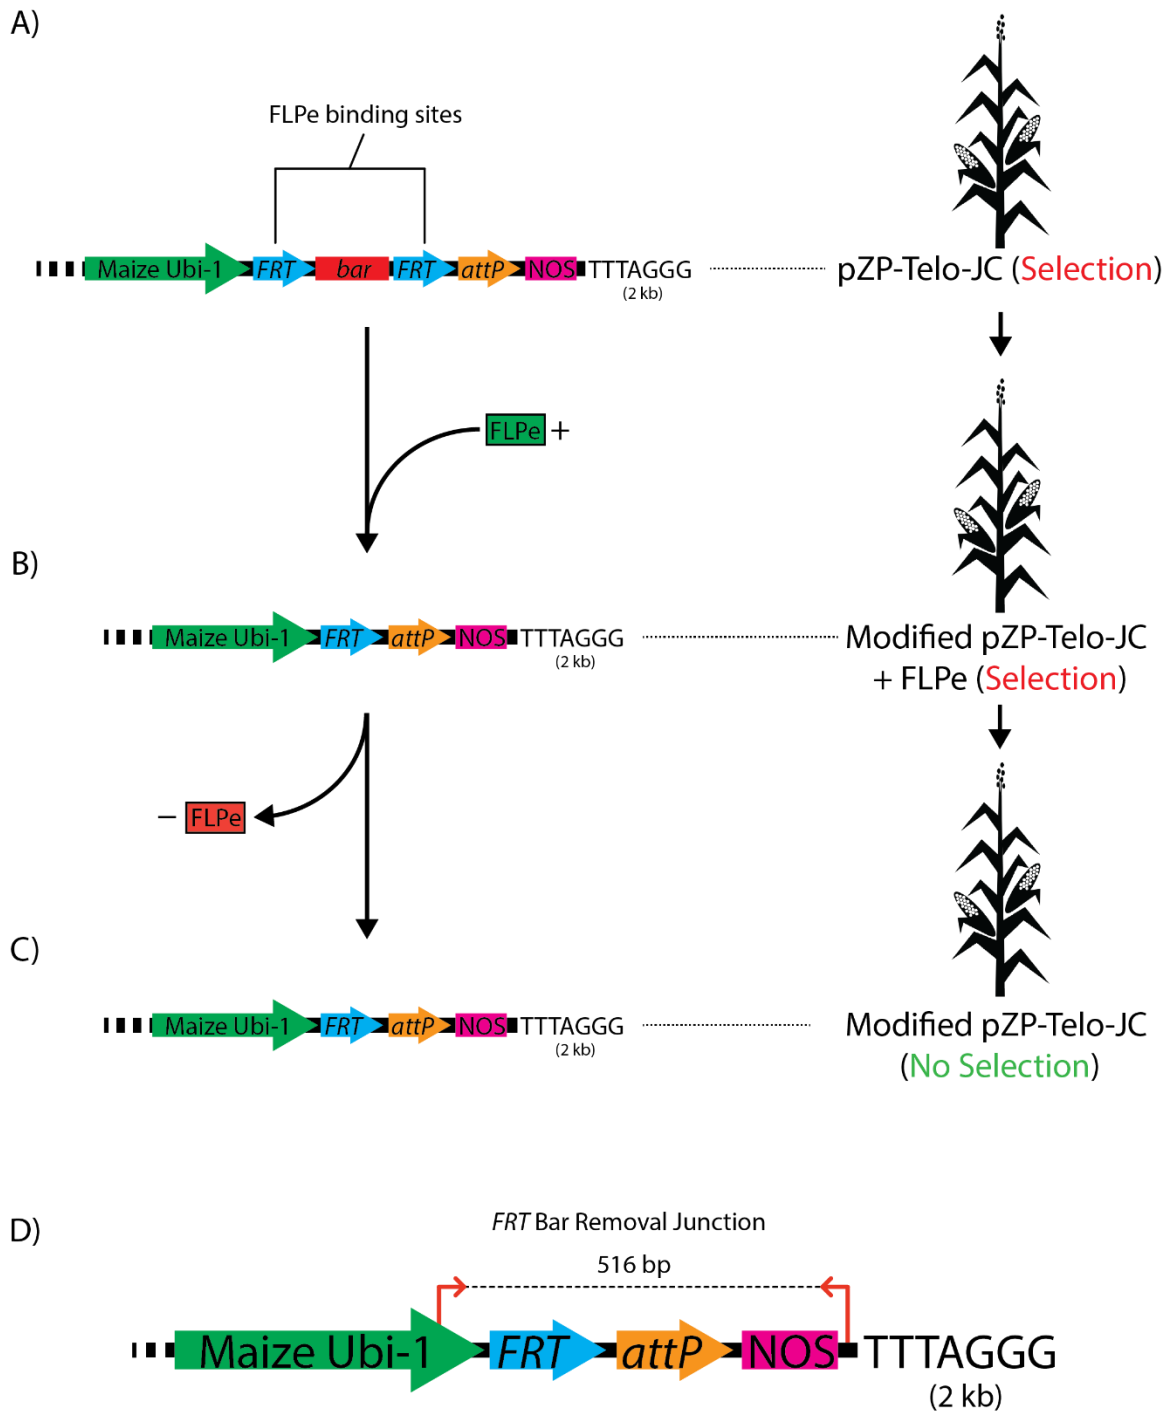 A)
FLPe binding sites
Maize Ubi-1 FRT bar FRT attP NOS TTTAGGG
(2 kb)
pZP-Telo-JC (Selection)
FLPe +
B)
Maize Ubi-1 FRT attP NOS TTTAGGG
(2 kb)
Modified pZP-Telo-JC
+ FLPe (Selection)
– FLPe
C)
Maize Ubi-1 FRT attP NOS TTTAGGG
(2 kb)
Modified pZP-Telo-JC
(No Selection)
D)
FRT Bar Removal Junction
516 bp
Maize Ubi-1 FRT attP NOS TTTAGGG
(2 kb)